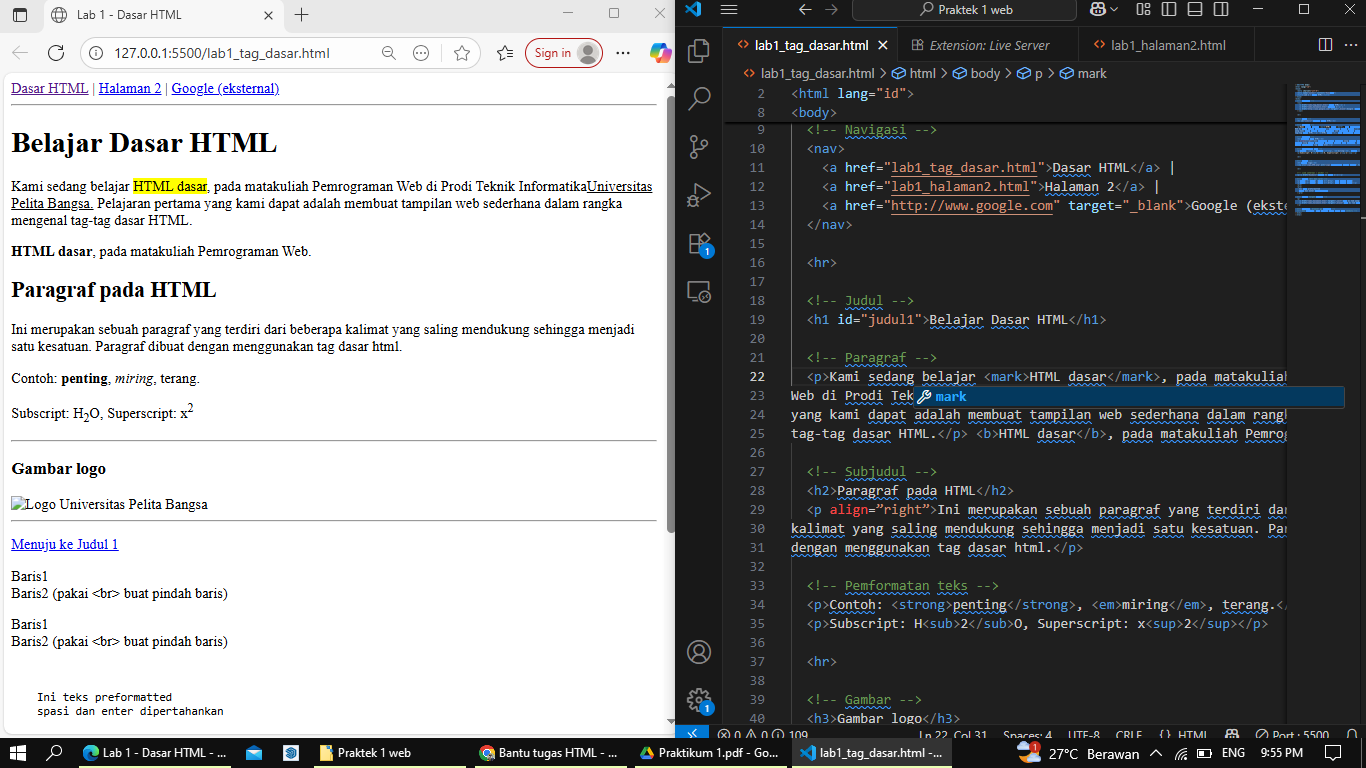 Lab 1 - Dasar HTML
127.0.0.1:5500/lab1_tag_dasar.html
Sign in
Dasar HTML | Halaman 2 | Google (eksternal)
Belajar Dasar HTML
Kami sedang belajar HTML dasar, pada matakuliah Pemrograman Web di Prodi Teknik InformatikaUniversitas
Pelita Bangsa. Pelajaran pertama yang kami dapat adalah membuat tampilan web sederhana dalam rangka
mengenal tag-tag dasar HTML.
HTML dasar, pada matakuliah Pemrograman Web.
Paragraf pada HTML
Ini merupakan sebuah paragraf yang terdiri dari beberapa kalimat yang saling mendukung sehingga menjadi
satu kesatuan. Paragraf dibuat dengan menggunakan tag dasar html.
Contoh: penting, miring, terang.
Subscript: H2O, Superscript: x2
Gambar logo
Logo Universitas Pelita Bangsa
Menuju ke Judul 1
Baris1
Baris2 (pakai <br> buat pindah baris)
Baris1
Baris2 (pakai <br> buat pindah baris)
Ini teks preformatted
spasi dan enter dipertahankan
Praktek 1 web
lab1_tag_dasar.html
Extension: Live Server
lab1_halaman2.html
lab1_tag_dasar.html > html > body > p > mark
2 <html lang="id">
8 <body>
9 <!-- Navigasi -->
10 <nav>
11 <a href="lab1_tag_dasar.html">Dasar HTML</a> |
12 <a href="lab1_halaman2.html">Halaman 2</a> |
13 <a href="http://www.google.com" target="_blank">Google (ekste
14 </nav>
15
16 <hr>
17
18 <!-- Judul -->
19 <h1 id="judul1">Belajar Dasar HTML</h1>
20
21 <!-- Paragraf -->
22 <p>Kami sedang belajar <mark>HTML dasar</mark>, pada matakuliah
23 Web di Prodi Tek
mark
24 yang kami dapat adalah membuat tampilan web sederhana dalam rang
25 tag-tag dasar HTML.</p> <b>HTML dasar</b>, pada matakuliah Pemrog
26
27 <!-- Subjudul -->
28 <h2>Paragraf pada HTML</h2>
29 <p align=”right”>Ini merupakan sebuah paragraf yang terdiri dar
30 kalimat yang saling mendukung sehingga menjadi satu kesatuan. Par
31 dengan menggunakan tag dasar html.</p>
32
33 <!-- Pemformatan teks -->
34 <p>Contoh: <strong>penting</strong>, <em>miring</em>, terang.</
35 <p>Subscript: H<sub>2</sub>O, Superscript: x<sup>2</sup></p>
36
37 <hr>
38
39 <!-- Gambar -->
40 <h3>Gambar logo</h3>
1
1
0 0 109 Ln 22, Col 31 Spaces: 4 UTF-8 CRLF {} HTML Port : 5500
Lab 1 - Dasar HTML - ...
Praktek 1 web
Bantu tugas HTML - ...
Praktikum 1.pdf - Go...
lab1_tag_dasar.html -...
1
27°C Berawan
ENG
9:55 PM